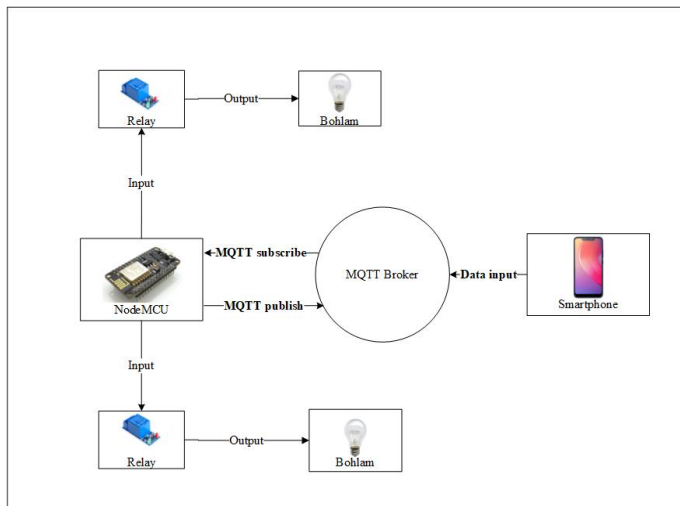 Output
Relay
Bohlam
Input
MQTT subscribe
MQTT Broker
Data input
NodeMCU
MQTT publish
Smartphone
Input
Output
Relay
Bohlam